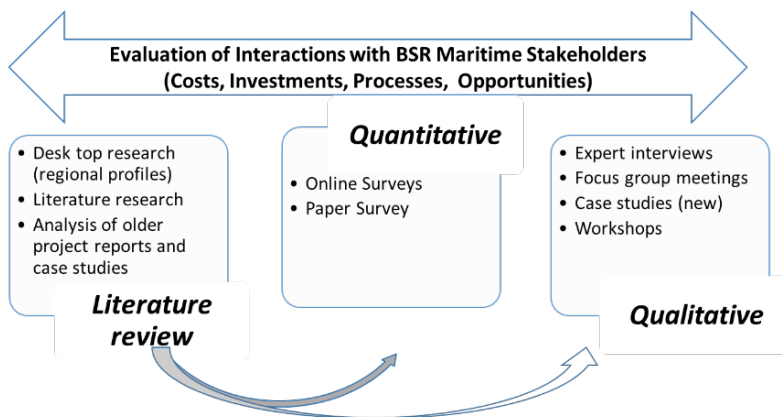 Evaluation of Interactions with BSR Maritime Stakeholders
(Costs, Investments, Processes, Opportunities)
• Desk top research
(regional profiles)
• Literature research
• Analysis of older
project reports and
case studies
Literature
review
Quantitative
• Online Surveys
• Paper Survey
• Expert interviews
• Focus group meetings
• Case studies (new)
• Workshops
Qualitative